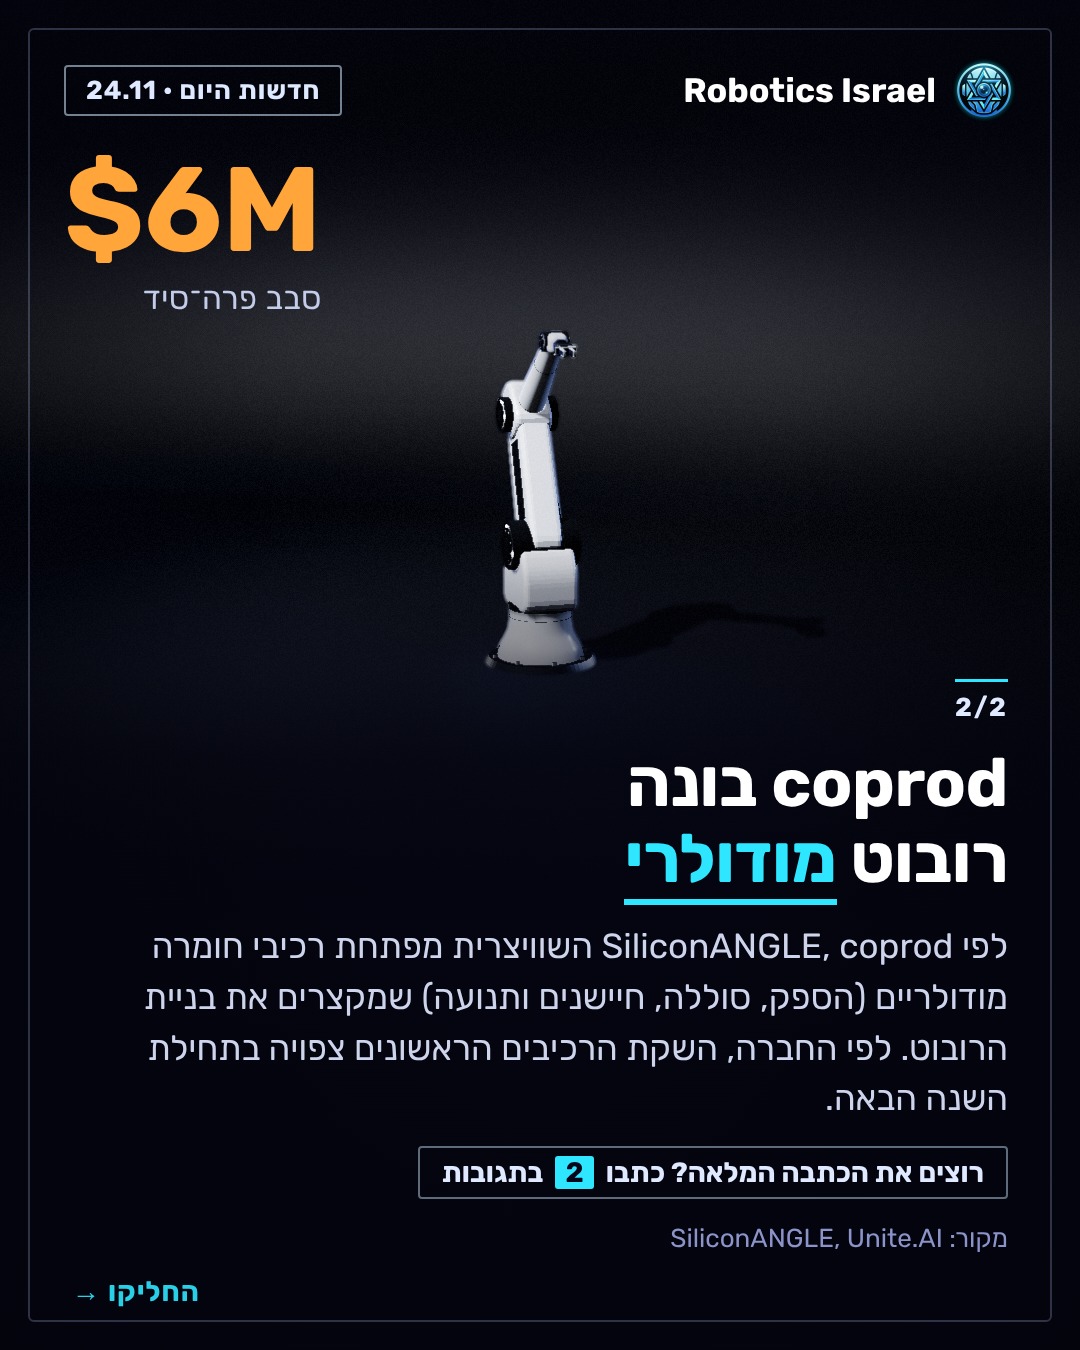 Robotics Israel
חדשות היום • 24.11
$6M
סבב פרה־סיד
2/2
coprod בונה
רובוט מודולרי
לפי SiliconANGLE, coprod השוויצרית מפתחת רכיבי חומרה
מודולריים (הספק, סוללה, חיישנים ותנועה) שמקצרים את בניית
הרובוט. לפי החברה, השקת הרכיבים הראשונים צפויה בתחילת
השנה הבאה.
רוצים את הכתבה המלאה? כתבו 2 בתגובות
מקור: SiliconANGLE, Unite.AI
החליקו →